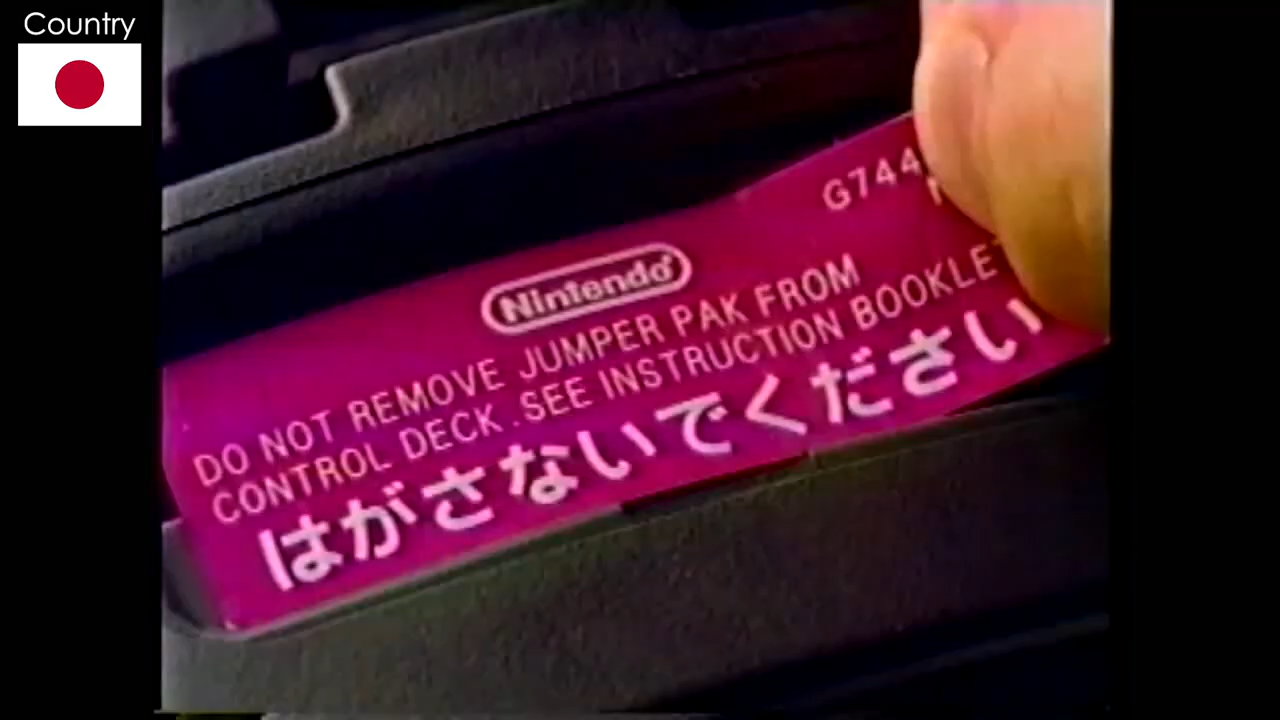 Country
G744
Nintendo
DO NOT REMOVE JUMPER PAK FROM
CONTROL DECK. SEE INSTRUCTION BOOKLET
はがさないでください